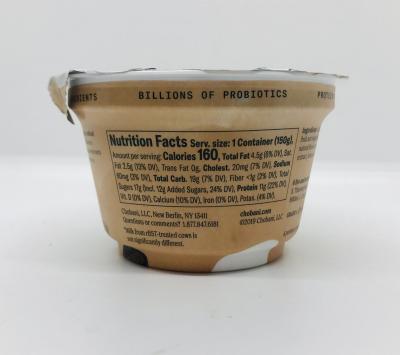 BILLIONS OF PROBIOTICS
Nutrition Facts Serv. size: 1 Container (150g),
Amount per serving: Calories 160, Total Fat 4.5g (6% DV), Sat.
Fat 2.5g (13% DV), Trans Fat 0g, Cholest. 20mg (7% DV), Sodium
60mg (3% DV), Total Carb. 19g (7% DV), Fiber <1g (2% DV), Total
Sugars 17g (Incl. 12g Added Sugars, 24% DV), Protein 11g (22% DV),
Vit. D (0% DV), Calcium (10% DV), Iron (0% DV), Potas. (4% DV).
Chobani, LLC, New Berlin, NY 13411
Questions or comments? 1.877.847.6181
chobani.com
©2019 Chobani, LLC
*Milk from rBST-treated cows is
not significantly different.